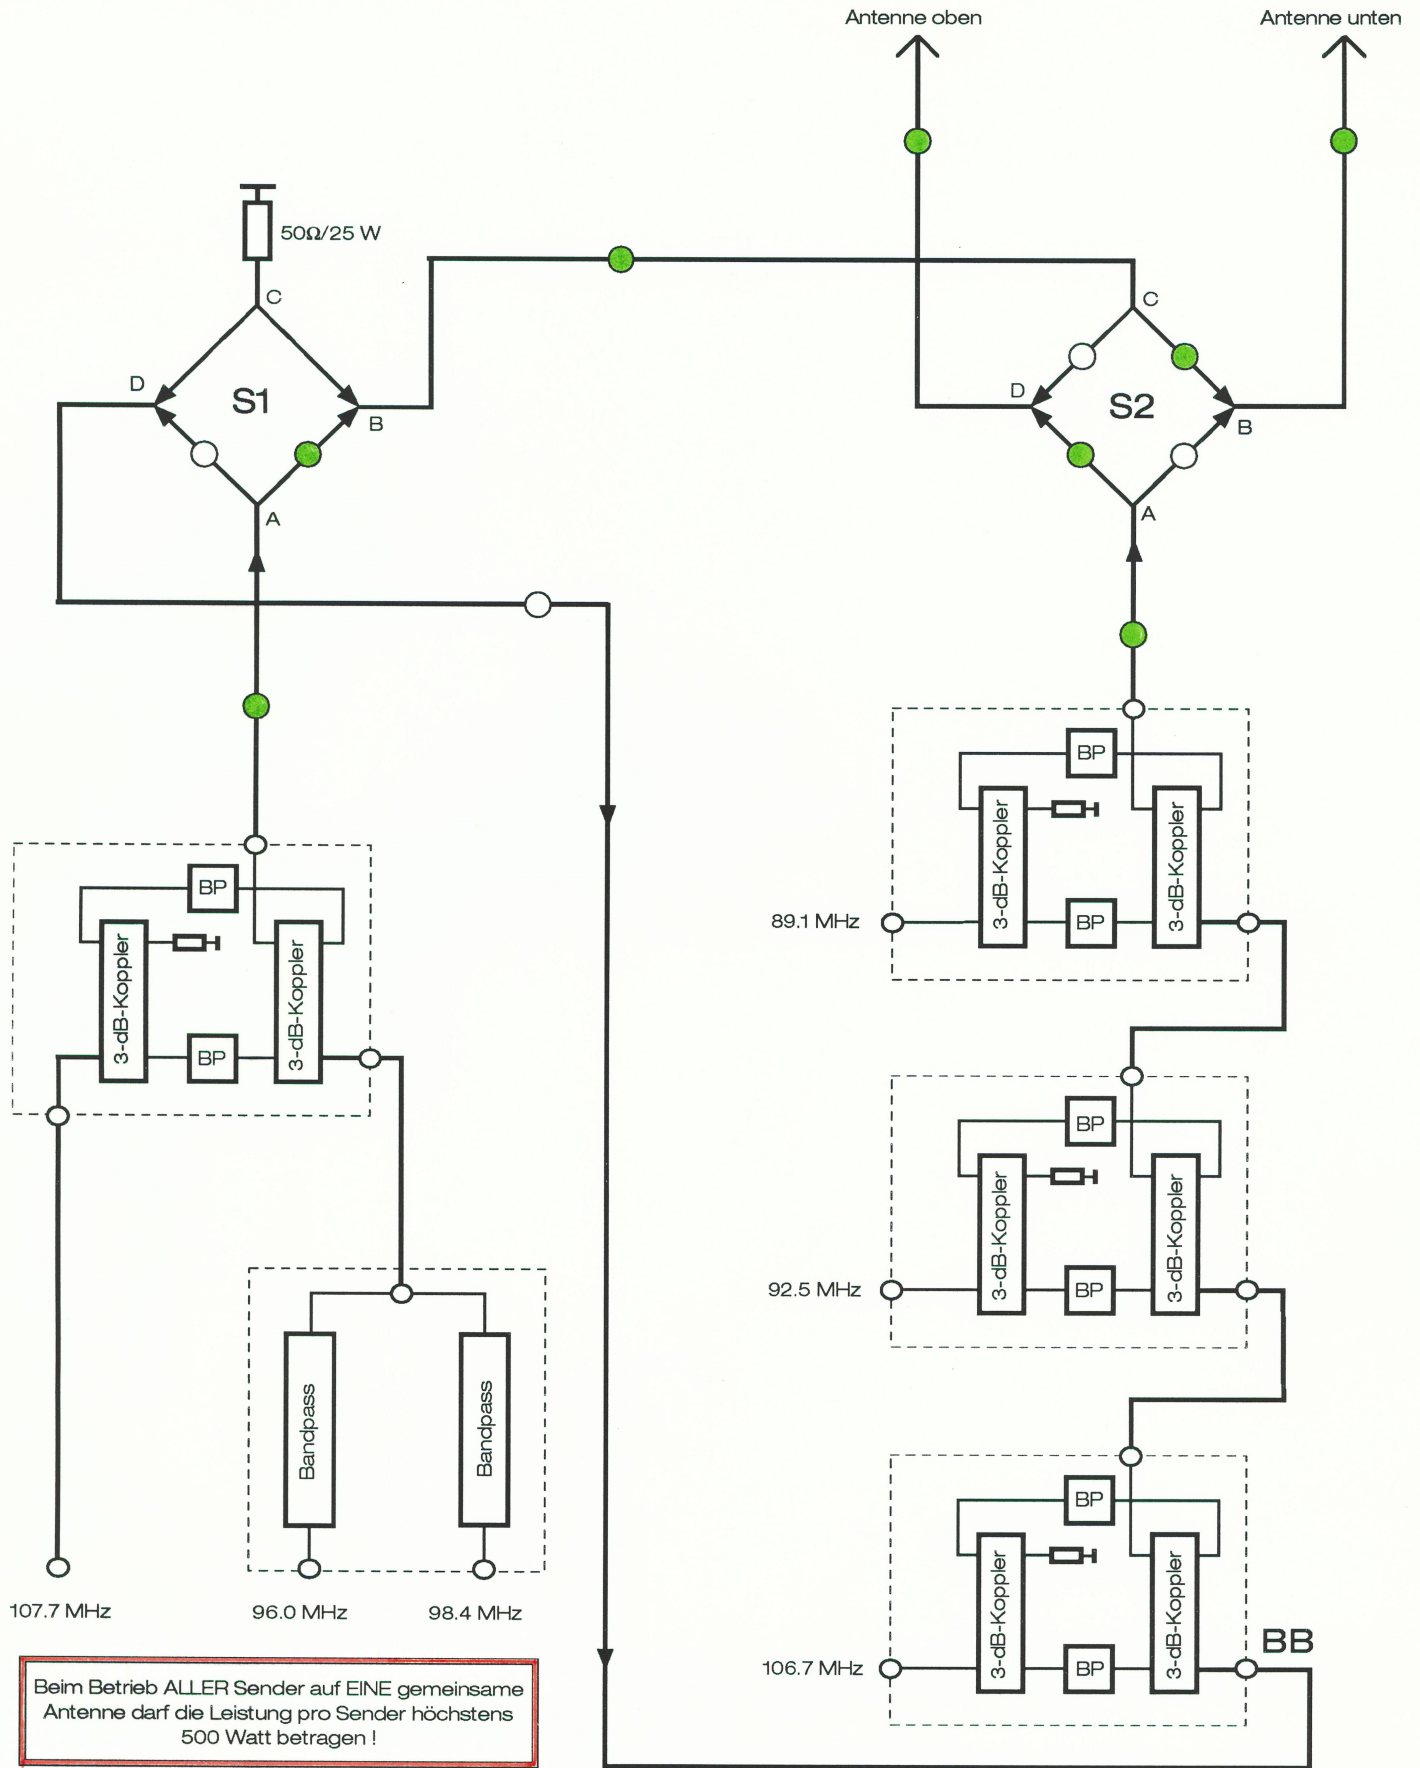 Antenne oben
Antenne unten
50Ω/25 W
C
D
S1
B
A
C
D
S2
B
A
BP
3-dB-Koppler
3-dB-Koppler
BP
89.1 MHz
BP
3-dB-Koppler
3-dB-Koppler
BP
BP
3-dB-Koppler
3-dB-Koppler
92.5 MHz
BP
Bandpass
Bandpass
107.7 MHz
96.0 MHz
98.4 MHz
BP
3-dB-Koppler
3-dB-Koppler
BB
106.7 MHz
BP
Beim Betrieb ALLER Sender auf EINE gemeinsame
Antenne darf die Leistung pro Sender höchstens
500 Watt betragen !